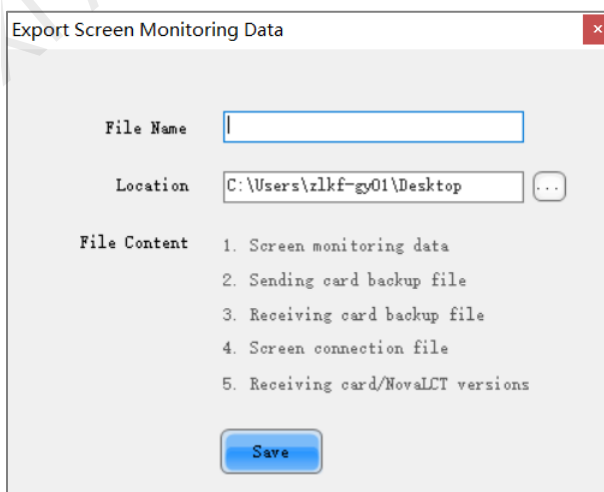 Export Screen Monitoring Data
×
File Name
Location C:\Users\zlkf-gy01\Desktop ...
File Content 1. Screen monitoring data
2. Sending card backup file
3. Receiving card backup file
4. Screen connection file
5. Receiving card/NovaLCT versions
Save